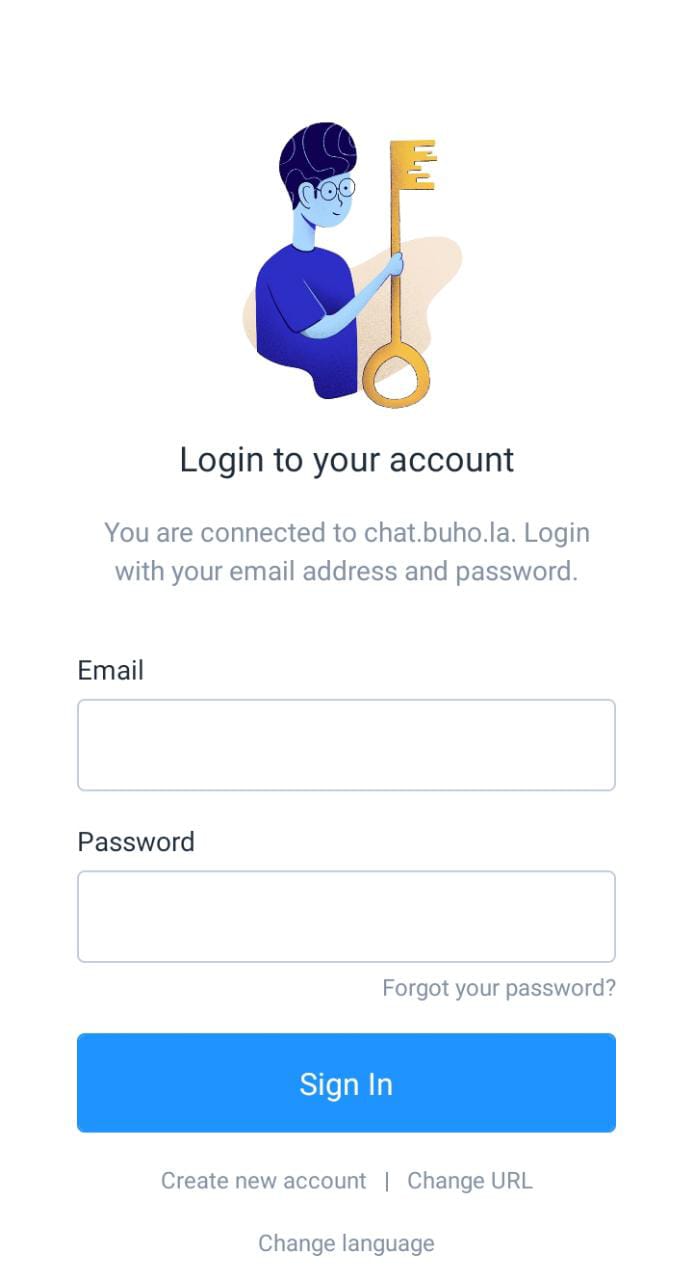 Login to your account
You are connected to chat.buho.la. Login
with your email address and password.
Email
Password
Forgot your password?
Sign In
Create new account | Change URL
Change language